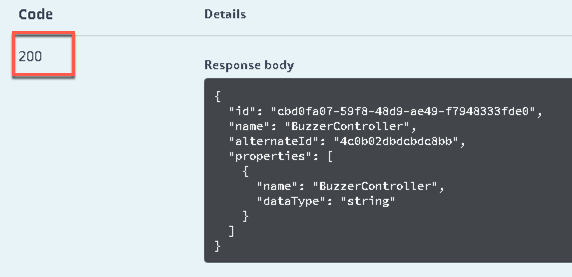 Code Details
200
Response body
{
"id": "cbd0fa07-59f8-48d9-ae49-f7948333fde0",
"name": "BuzzerController",
"alternateId": "4c0b02dbdcbdc8bb",
"properties": [
{
"name": "BuzzerController",
"dataType": "string"
}
]
}